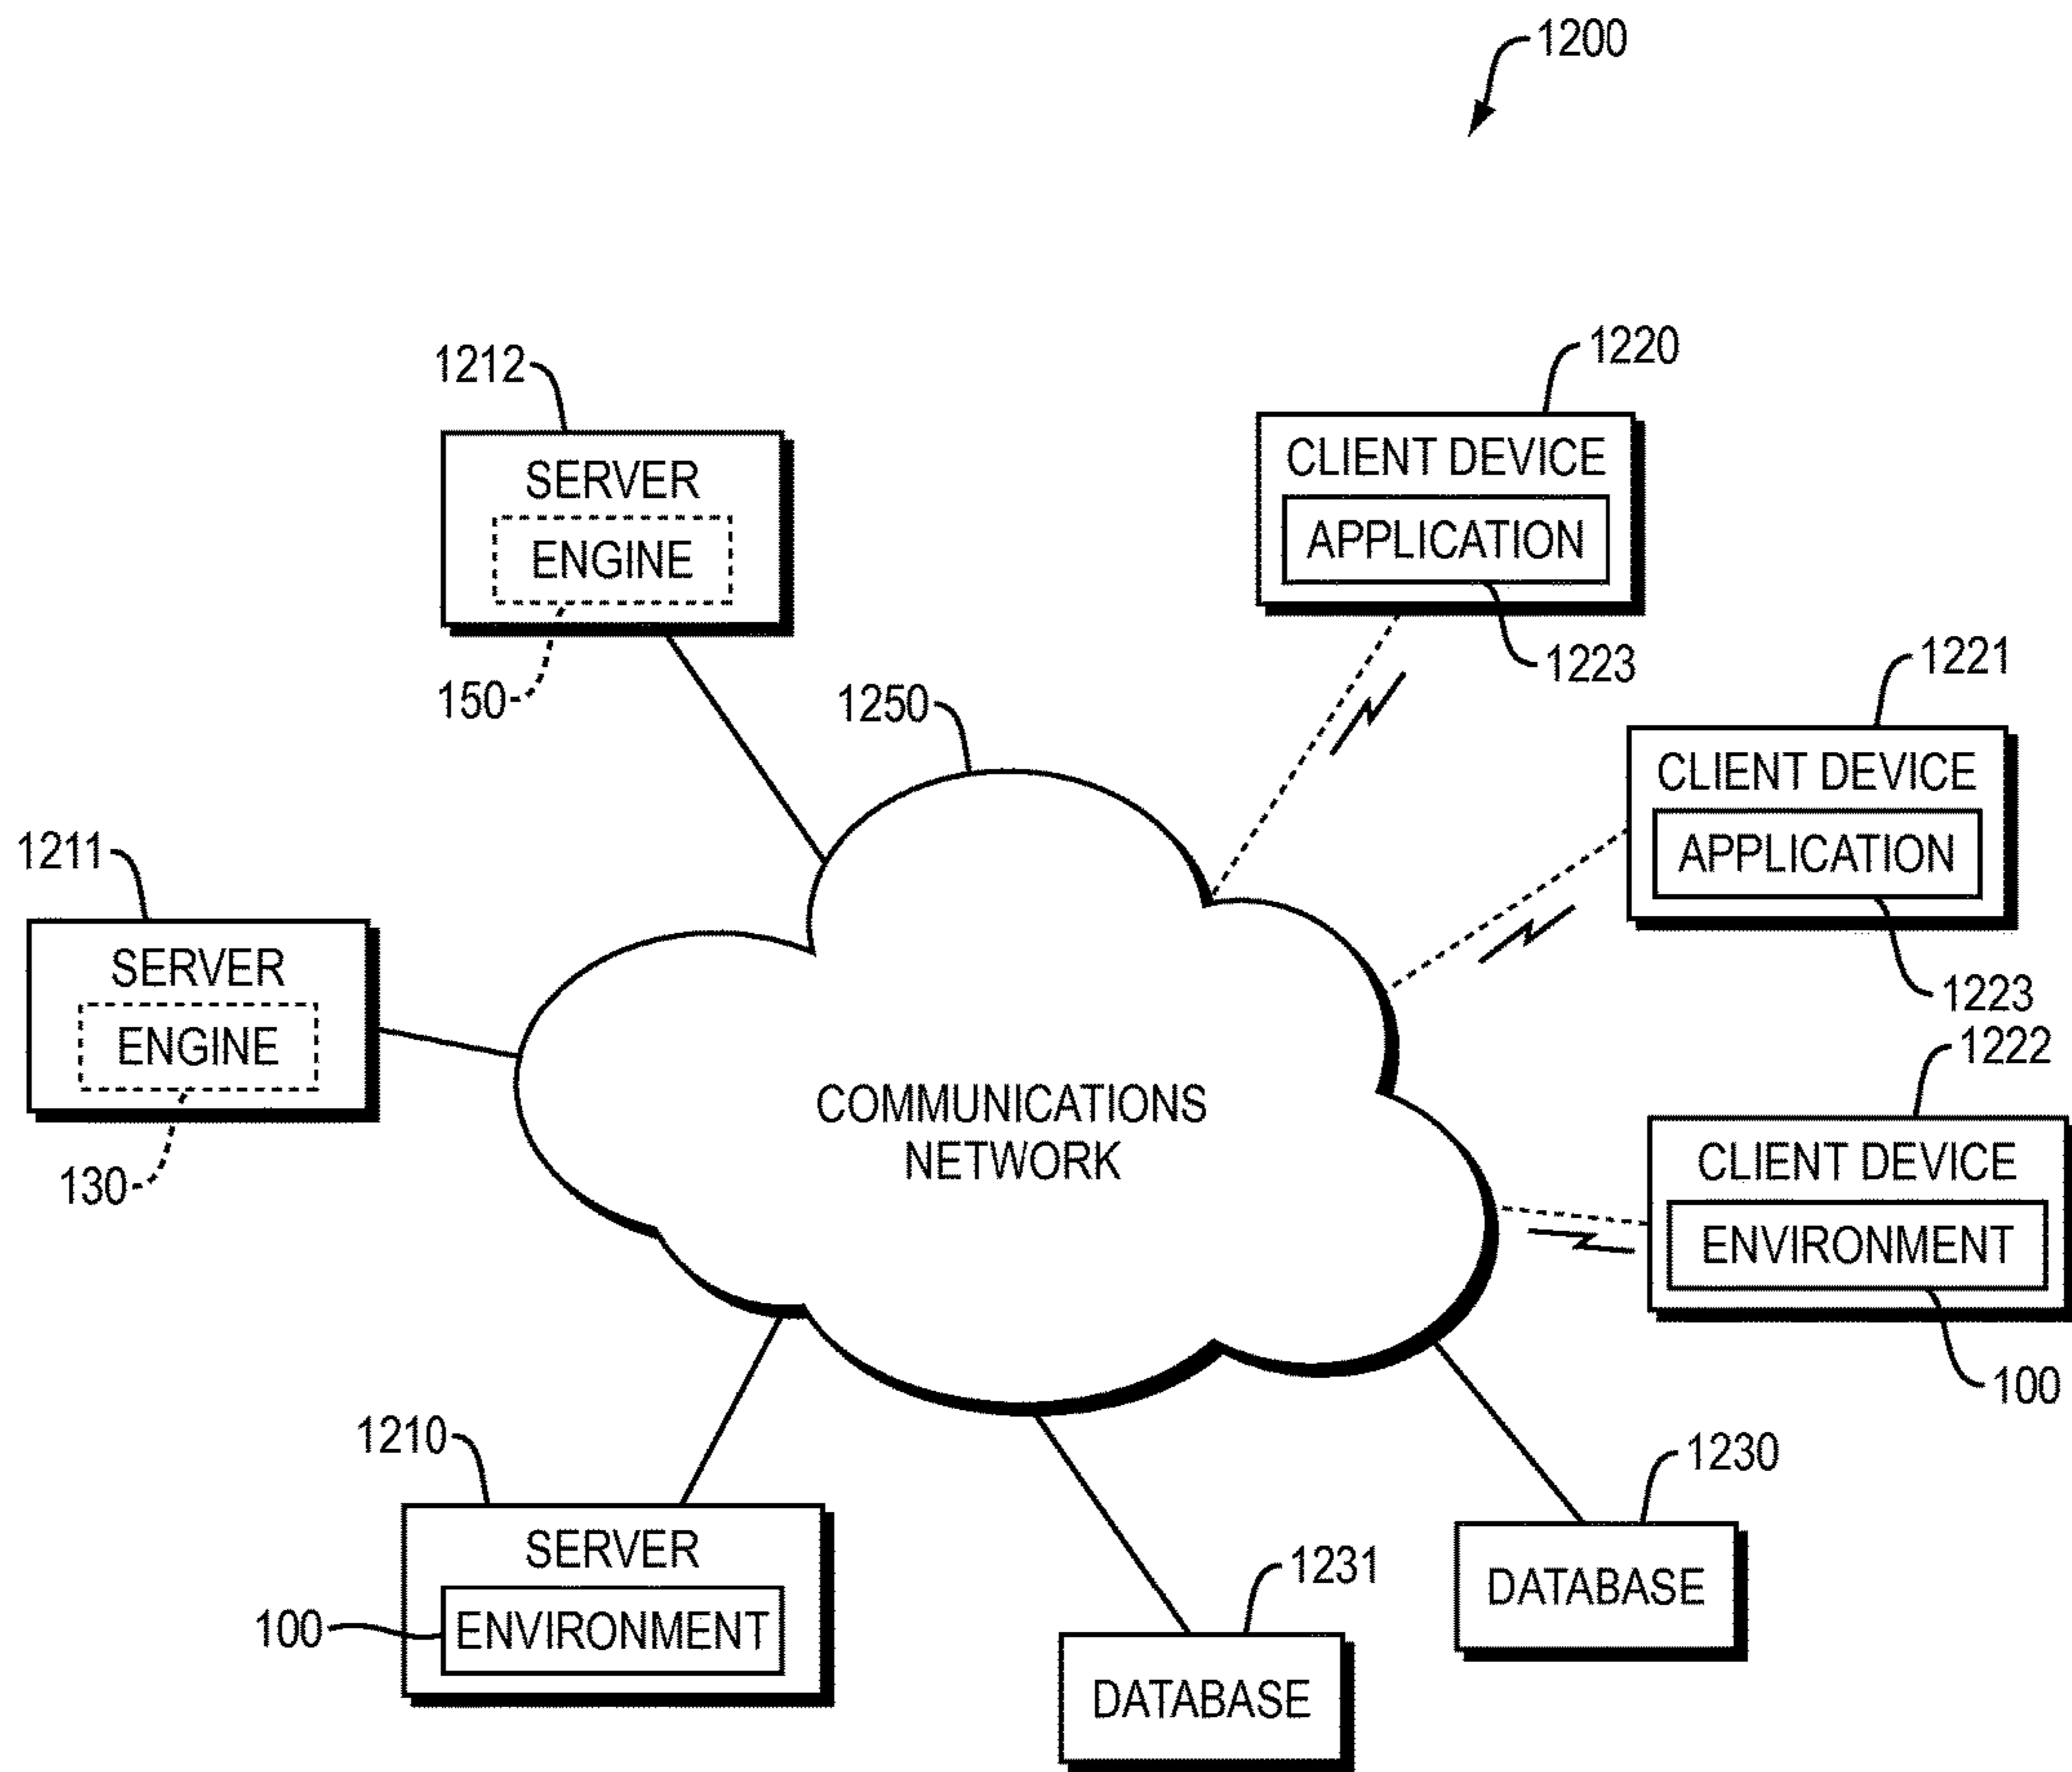 1200
1212
SERVER
ENGINE
150
1220
CLIENT DEVICE
APPLICATION
1223
1250
1221
CLIENT DEVICE
APPLICATION
1223
1211
SERVER
ENGINE
130
COMMUNICATIONS
NETWORK
1222
CLIENT DEVICE
ENVIRONMENT
100
1210
SERVER
ENVIRONMENT
100
1231
DATABASE
1230
DATABASE